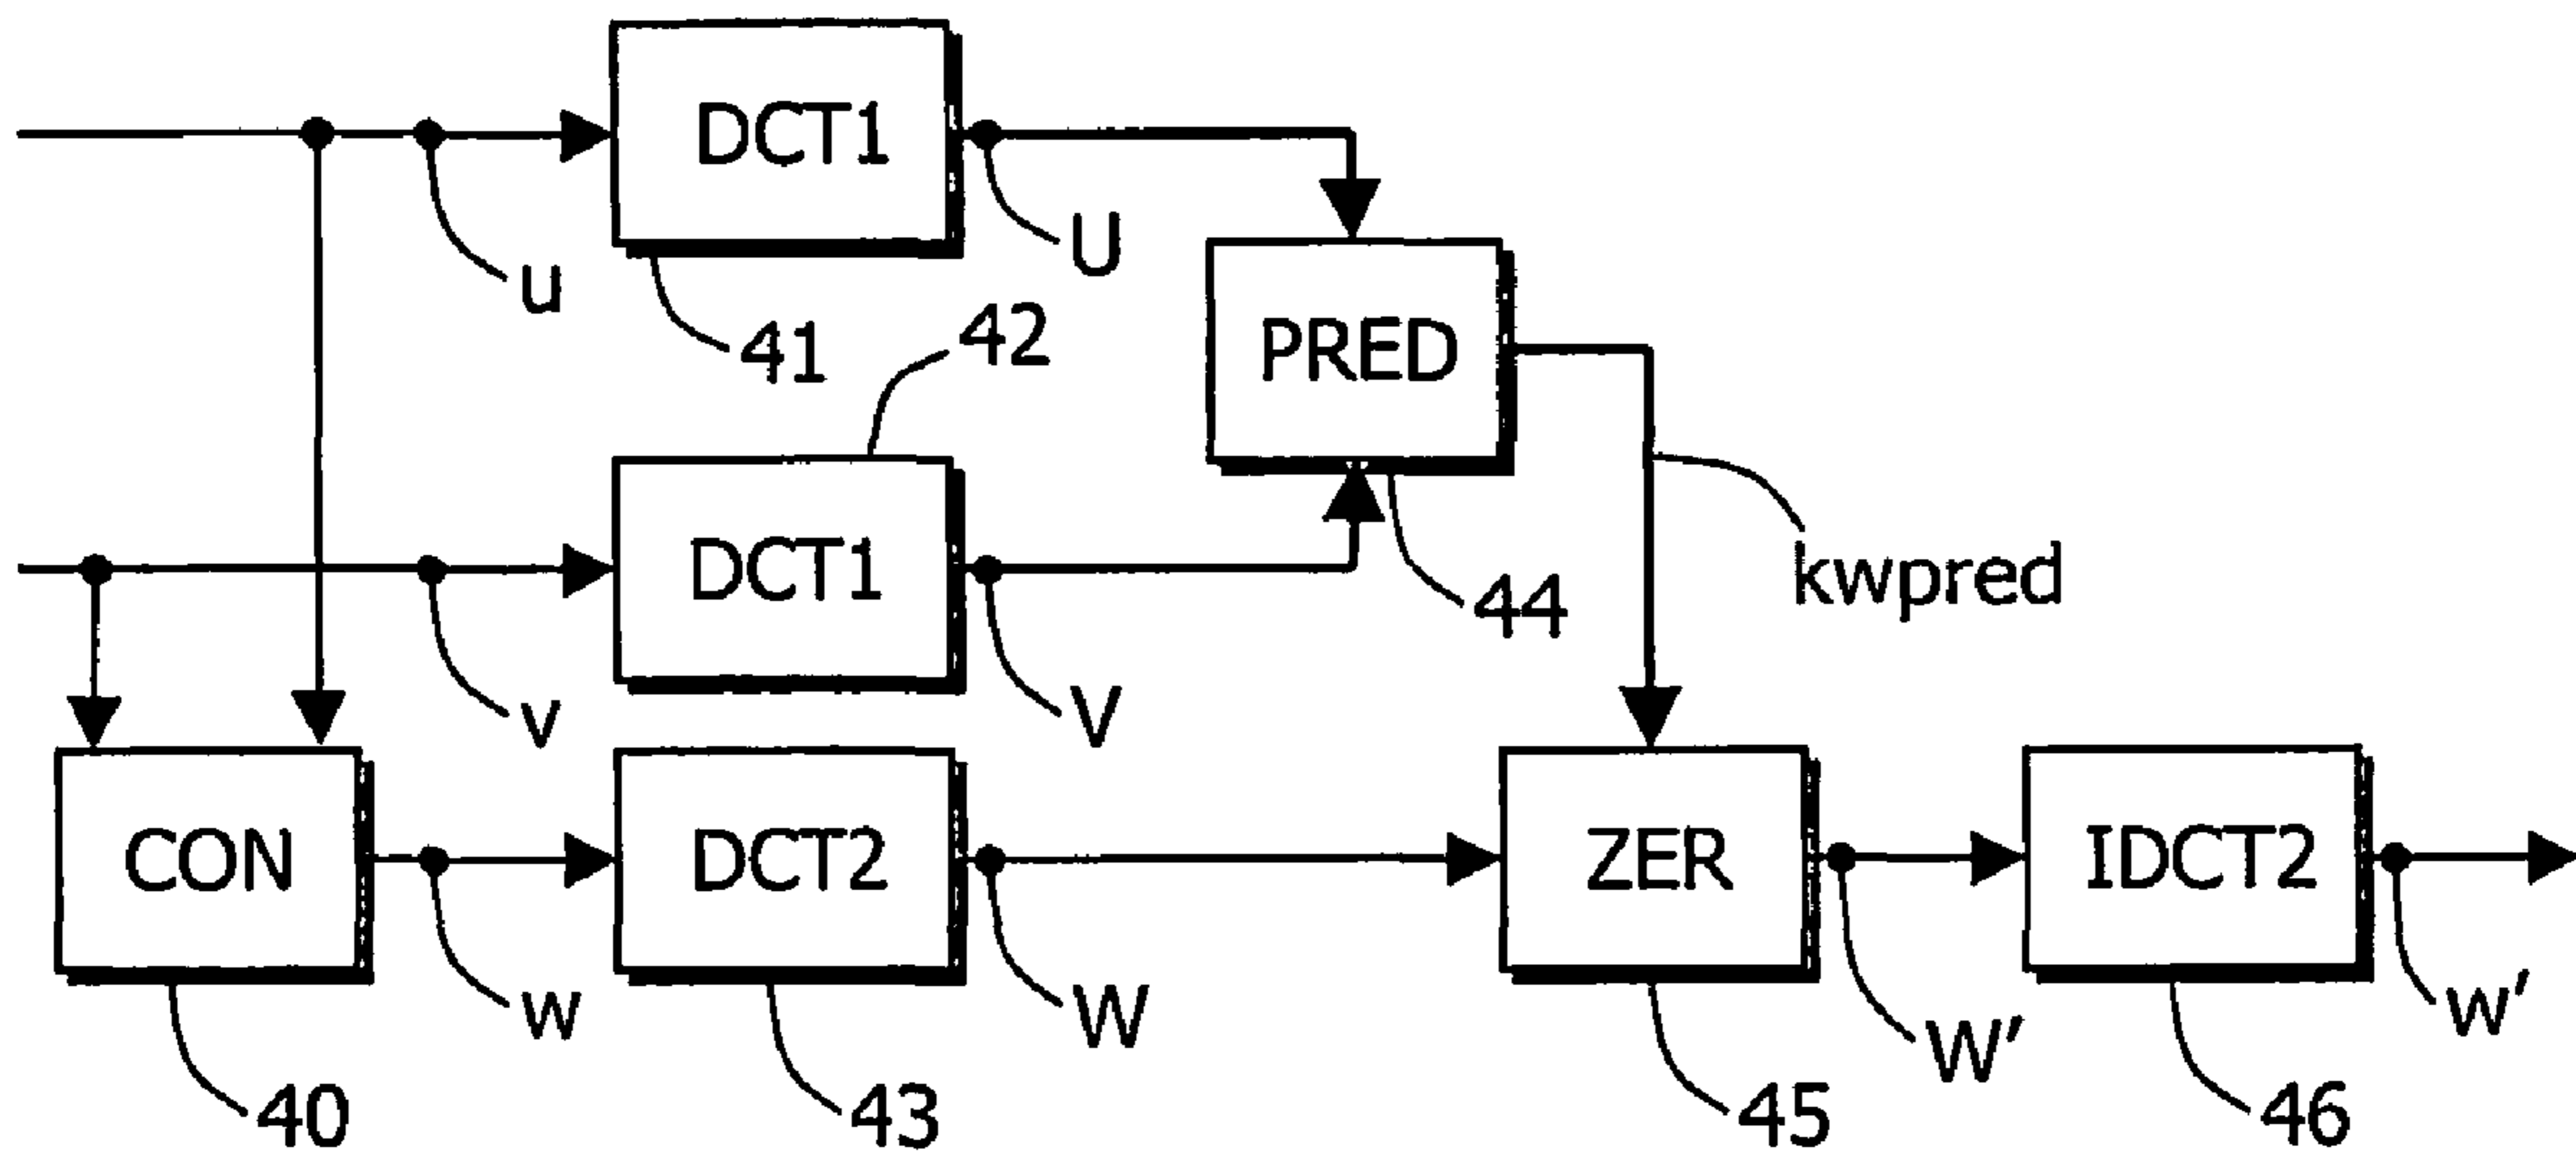 DCT1
u
U
41
42
PRED
DCT1
kwpred
44
v
V
CON
DCT2
ZER
IDCT2
w
W
W'
w'
40
43
45
46